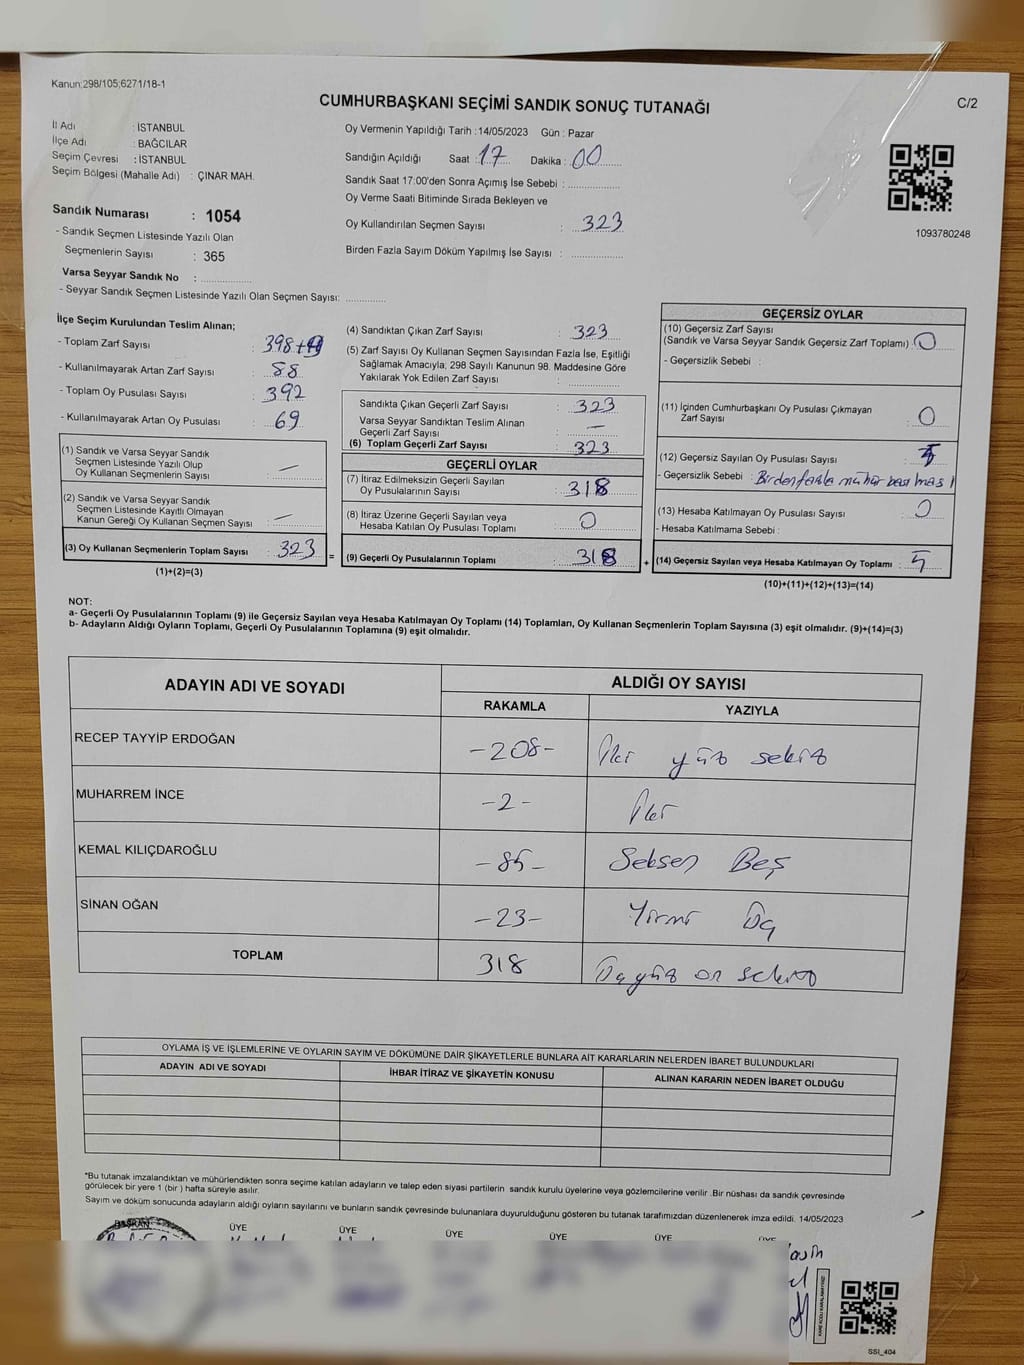 Kanun:298/105;6271/18-1
CUMHURBAŞKANI SEÇİMİ SANDIK SONUÇ TUTANAĞI
C/2
İl Adı : İSTANBUL
İlçe Adı : BAĞCILAR
Seçim Çevresi : İSTANBUL
Seçim Bölgesi (Mahalle Adı) : ÇINAR MAH.
Sandık Numarası : 1054
- Sandık Seçmen Listesinde Yazılı Olan
Seçmenlerin Sayısı : 365
Varsa Seyyar Sandık No : ..............
- Seyyar Sandık Seçmen Listesinde Yazılı Olan Seçmen Sayısı: ............
Oy Vermenin Yapıldığı Tarih : 14/05/2023 Gün : Pazar
Sandığın Açıldığı Saat : 17 Dakika : 00
Sandık Saat 17:00'den Sonra Açmış İse Sebebi : ..............
Oy Verme Saati Bitiminde Sırada Bekleyen ve
Oy Kullandırılan Seçmen Sayısı : 323
Birden Fazla Sayım Döküm Yapılmış İse Sayısı : ..............
1093780248
İlçe Seçim Kurulundan Teslim Alınan;
- Toplam Zarf Sayısı : 398+
- Kullanılmayarak Artan Zarf Sayısı : 88
- Toplam Oy Pusulası Sayısı : 392
- Kullanılmayarak Artan Oy Pusulası : 69
(1) Sandık ve Varsa Seyyar Sandık
Seçmen Listesinde Yazılı Olup
Oy Kullanan Seçmenlerin Sayısı : —
(2) Sandık ve Varsa Seyyar Sandık
Seçmen Listesinde Kayıtlı Olmayan
Kanun Gereği Oy Kullanan Seçmen Sayısı : —
(3) Oy Kullanan Seçmenlerin Toplam Sayısı : 323 =
(1)+(2)=(3)
(4) Sandıktan Çıkan Zarf Sayısı : 323
(5) Zarf Sayısı Oy Kullanan Seçmen Sayısından Fazla İse, Eşitliği
Sağlamak Amacıyla; 298 Sayılı Kanunun 98. Maddesine Göre
Yakılarak Yok Edilen Zarf Sayısı : ..............
Sandıkta Çıkan Geçerli Zarf Sayısı : 323
Varsa Seyyar Sandıktan Teslim Alınan
Geçerli Zarf Sayısı : —
(6) Toplam Geçerli Zarf Sayısı : 323
GEÇERLİ OYLAR
(7) İtiraz Edilmeksizin Geçerli Sayılan
Oy Pusulalarının Sayısı : 318
(8) İtiraz Üzerine Geçerli Sayılan veya
Hesaba Katılan Oy Pusulası Toplamı : 0
(9) Geçerli Oy Pusulalarının Toplamı : 318 +
GEÇERSİZ OYLAR
(10) Geçersiz Zarf Sayısı
(Sandık ve Varsa Seyyar Sandık Geçersiz Zarf Toplamı) : 0
- Geçersizlik Sebebi :
(11) İçinden Cumhurbaşkanı Oy Pusulası Çıkmayan
Zarf Sayısı : 0
(12) Geçersiz Sayılan Oy Pusulası Sayısı : 5
- Geçersizlik Sebebi : Birden fazla mühür basılması
(13) Hesaba Katılmayan Oy Pusulası Sayısı : 0
- Hesaba Katılmama Sebebi :
(14) Geçersiz Sayılan veya Hesaba Katılmayan Oy Toplamı : 5
(10)+(11)+(12)+(13)=(14)
NOT:
a- Geçerli Oy Pusulalarının Toplamı (9) ile Geçersiz Sayılan veya Hesaba Katılmayan Oy Toplamı (14) Toplamları, Oy Kullanan Seçmenlerin Toplam Sayısına (3) eşit olmalıdır. (9)+(14)=(3)
b- Adayların Aldığı Oyların Toplamı, Geçerli Oy Pusulalarının Toplamına (9) eşit olmalıdır.
ADAYIN ADI VE SOYADI ALDIĞI OY SAYISI
RAKAMLA YAZIYLA
RECEP TAYYİP ERDOĞAN -208- İki yüz sekiz
MUHARREM İNCE -2- İki
KEMAL KILIÇDAROĞLU -85- Seksen Beş
SİNAN OĞAN -23- Yirmi Üç
TOPLAM 318 Üçyüz on sekiz
OYLAMA İŞ VE İŞLEMLERİNE VE OYLARIN SAYIM VE DÖKÜMÜNE DAİR ŞİKAYETLERLE BUNLARA AİT KARARLARIN NELERDEN İBARET BULUNDUKLARI
ADAYIN ADI VE SOYADI İHBAR İTİRAZ VE ŞİKAYETİN KONUSU ALINAN KARARIN NEDEN İBARET OLDUĞU
*Bu tutanak imzalandıktan ve mühürlendikten sonra seçime katılan adayların ve talep eden siyasi partilerin sandık kurulu üyelerine veya gözlemcilerine verilir .Bir nüshası da sandık çevresinde
görülecek bir yere 1 (bir ) hafta süreyle asılır.
Sayım ve döküm sonucunda adayların aldığı oyların sayılarını ve bunların sandık çevresinde bulunanlara duyurulduğunu gösteren bu tutanak tarafımızdan düzenlenerek imza edildi. 14/05/2023
BAŞKAN ÜYE ÜYE ÜYE ÜYE ÜYE ÜYE
KARE KODU KARALAMAYINIZ!
SSI_404